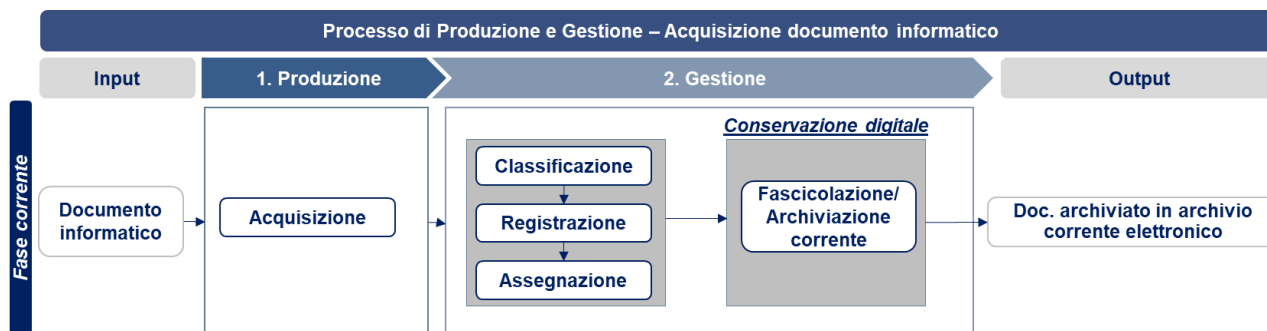 Processo di Produzione e Gestione – Acquisizione documento informatico
Input
1. Produzione
2. Gestione
Output
Fase corrente
Documento
informatico
Acquisizione
Classificazione
Registrazione
Assegnazione
Conservazione digitale
Fascicolazione/
Archiviazione
corrente
Doc. archiviato in archivio
corrente elettronico